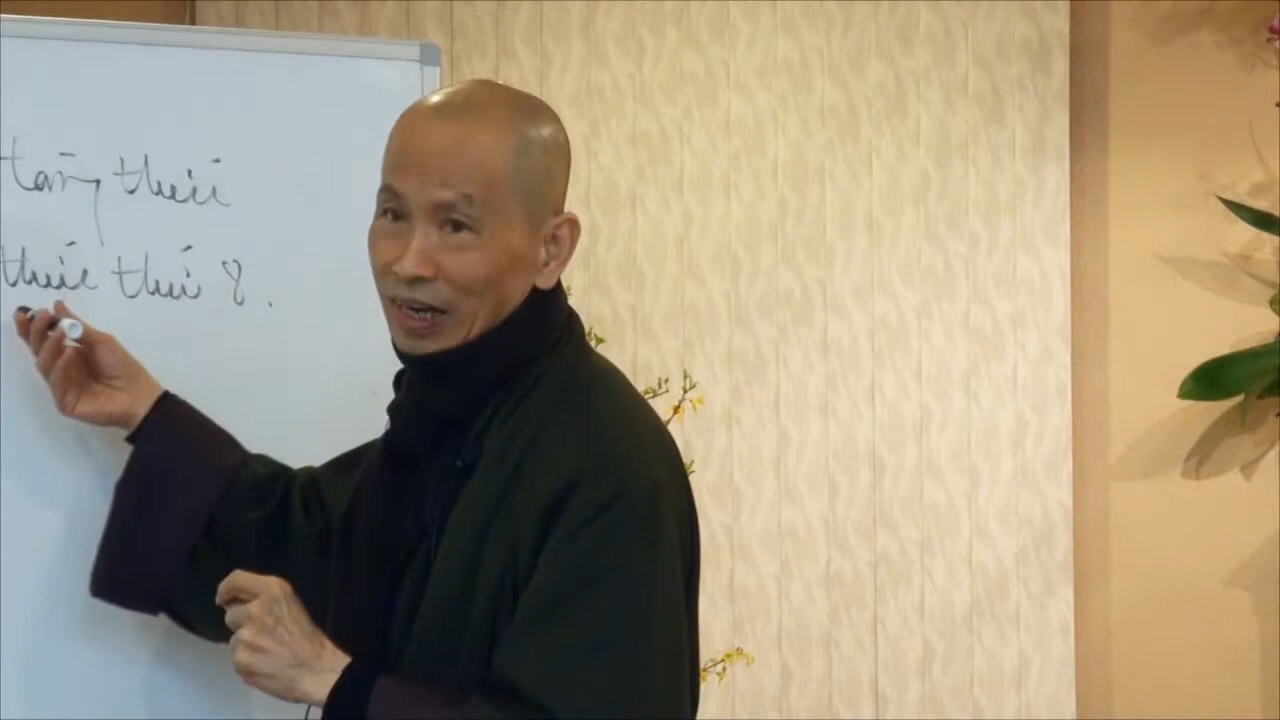 tàng thức
thức thứ 8.